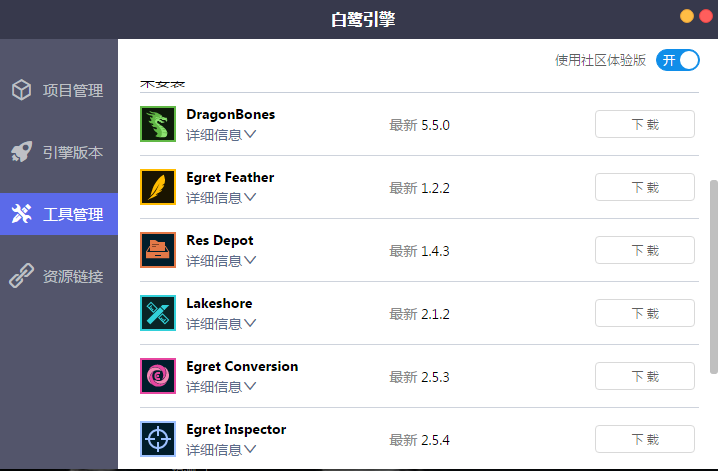 白鹭引擎
使用社区体验版 开
项目管理
引擎版本
工具管理
资源链接
未安装
DragonBones
详细信息
最新 5.5.0
下 载
Egret Feather
详细信息
最新 1.2.2
下 载
Res Depot
详细信息
最新 1.4.3
下 载
Lakeshore
详细信息
最新 2.1.2
下 载
Egret Conversion
详细信息
最新 2.5.3
下 载
Egret Inspector
详细信息
最新 2.5.4
下 载